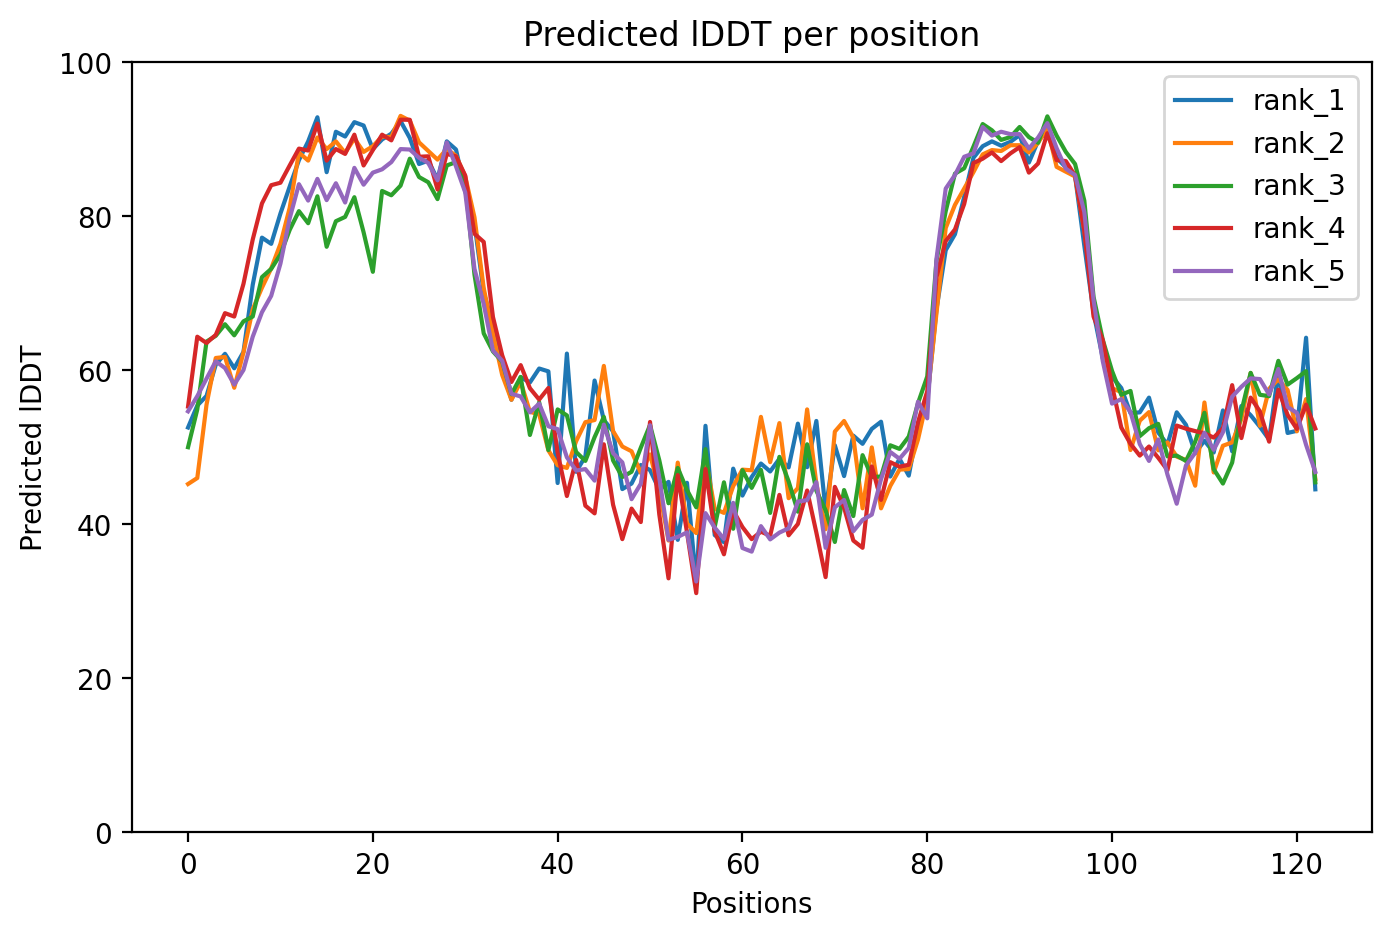 Predicted lDDT per position
100
80
60
40
20
0
Predicted lDDT
0 20 40 60 80 100 120
Positions
rank_1
rank_2
rank_3
rank_4
rank_5